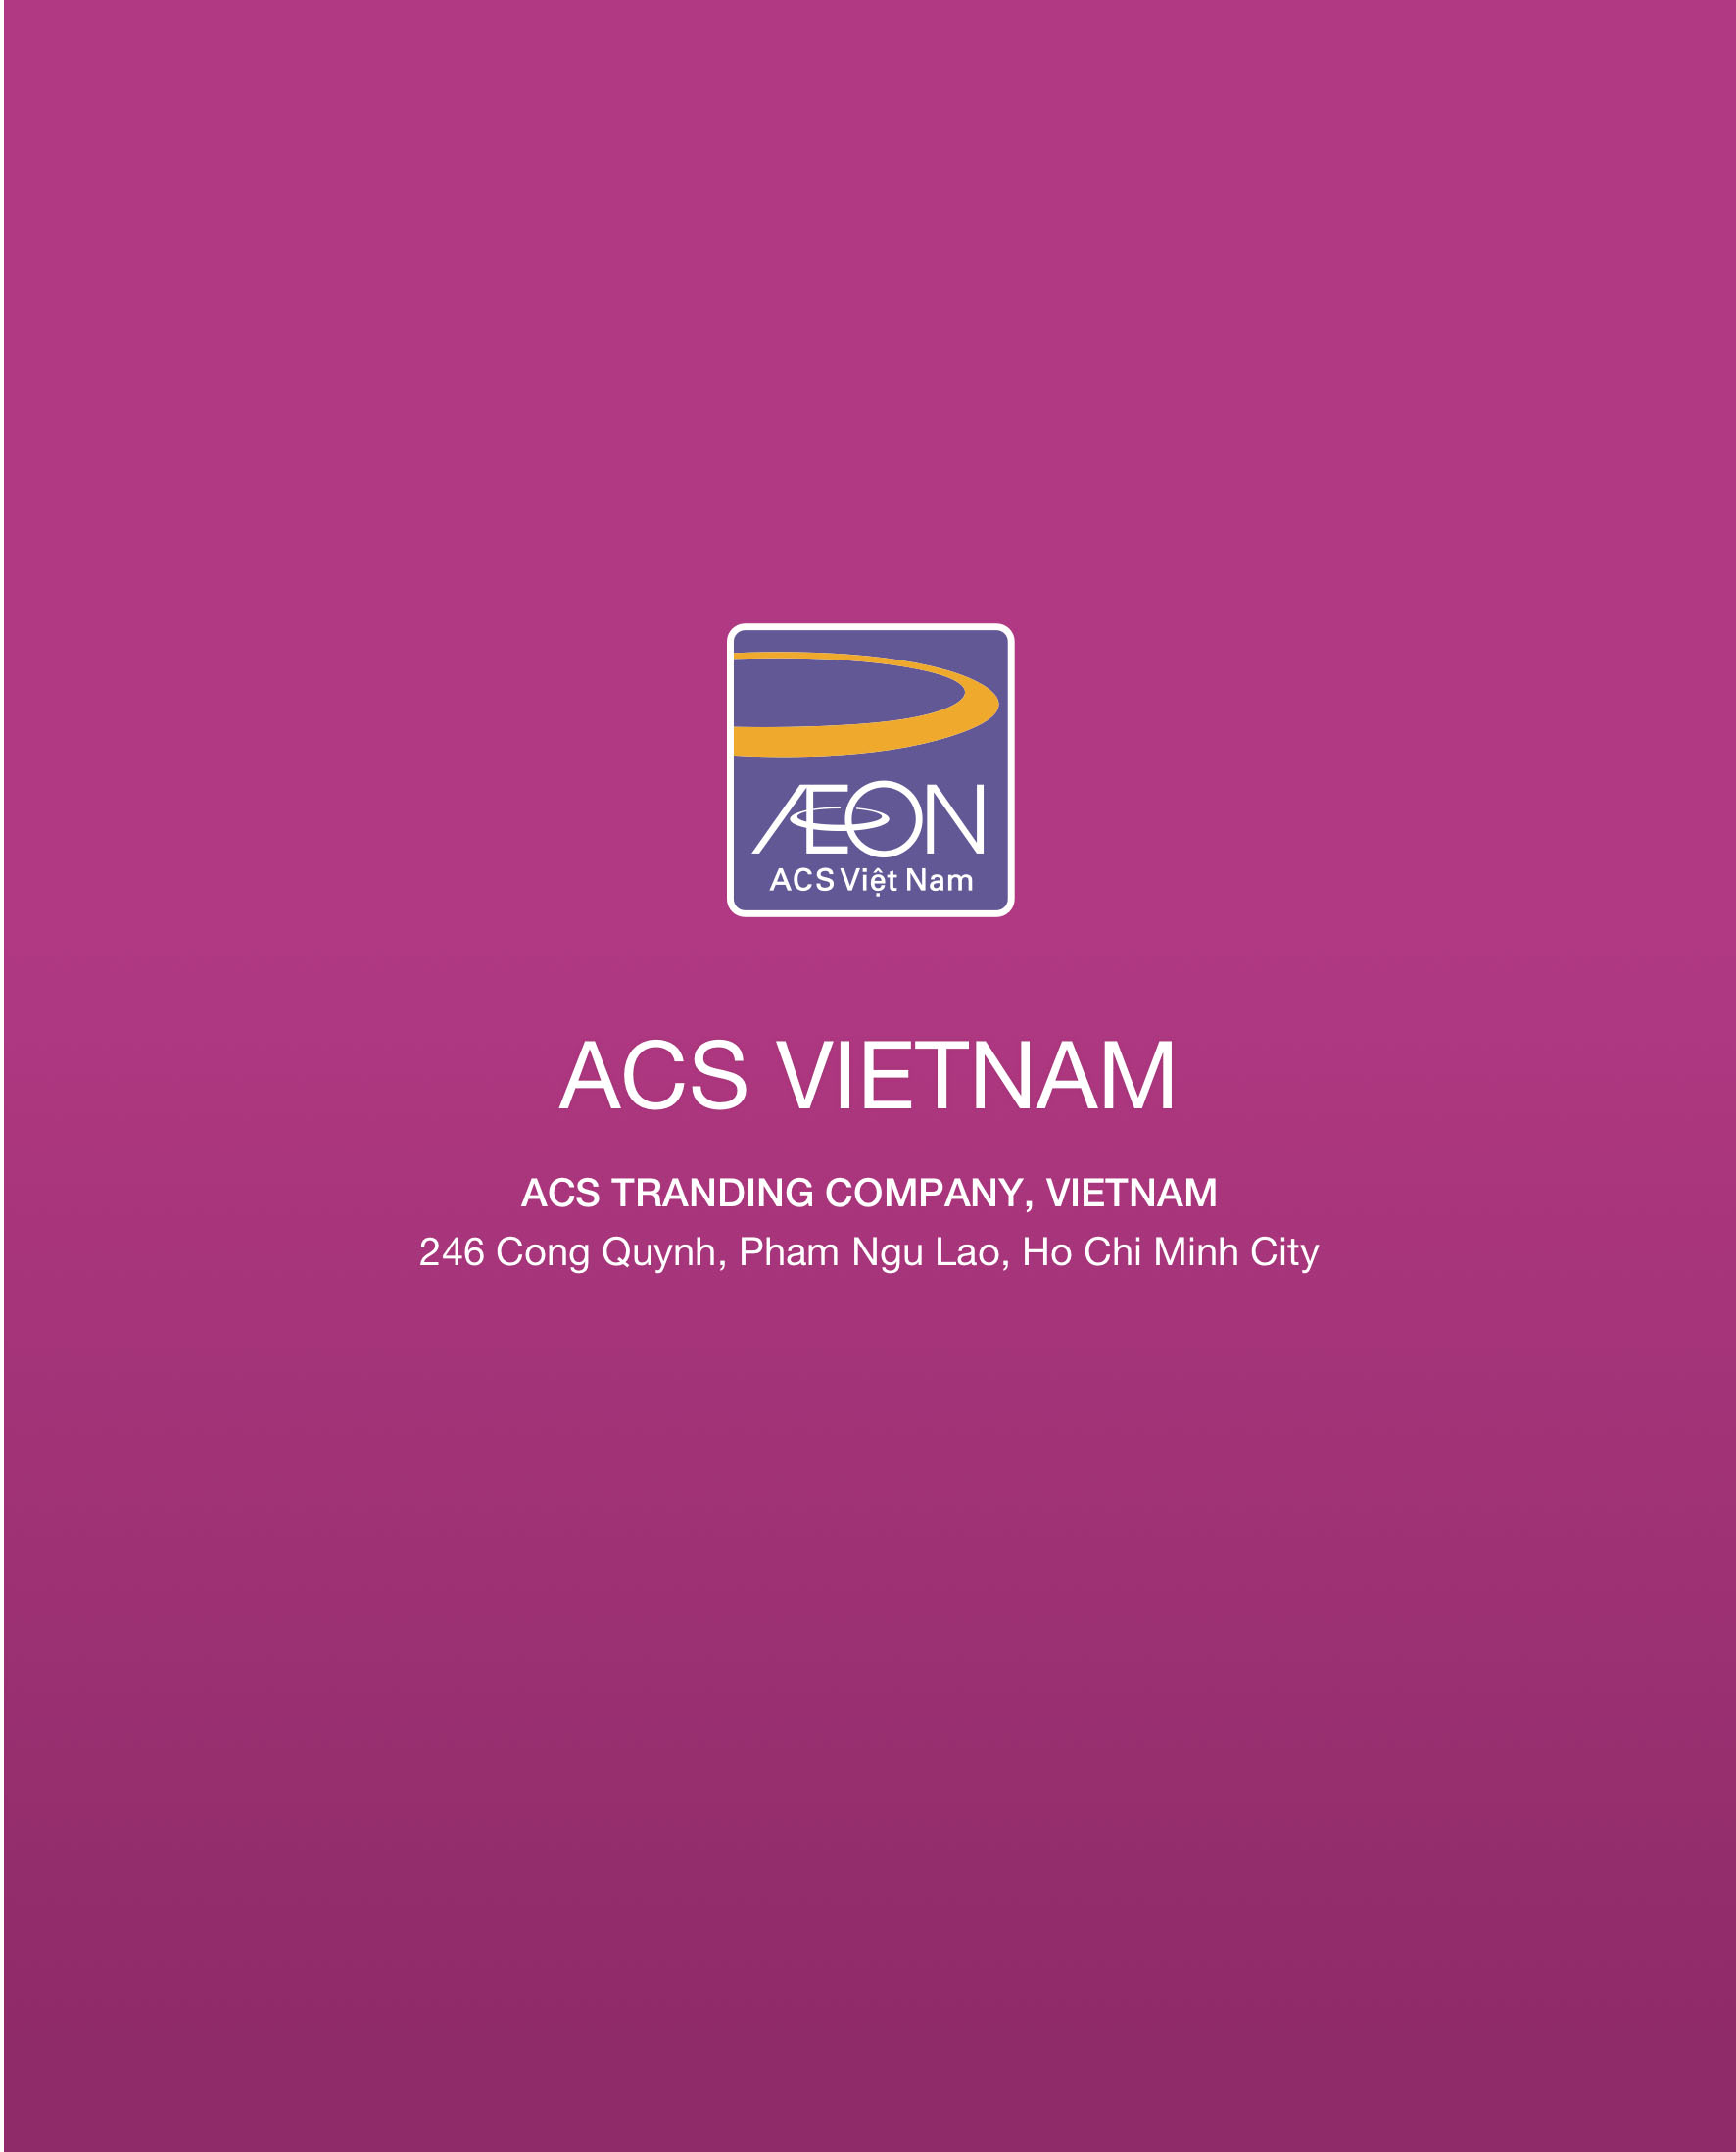 ÆON
ACS Việt Nam
ACS VIETNAM
ACS TRANDING COMPANY, VIETNAM
246 Cong Quynh, Pham Ngu Lao, Ho Chi Minh City